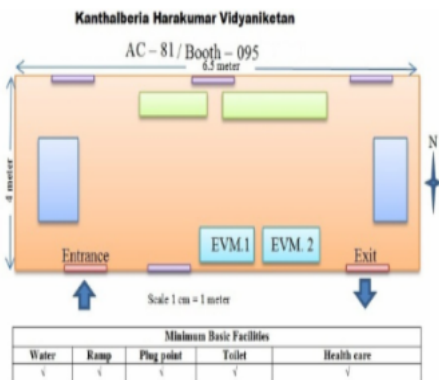 Kanthalberia Harakumar Vidyaniketan
AC – 81/Booth – 095
6.5 meter
4 meter
N
EVM.1 EVM. 2
Entrance Exit
Scale 1 cm = 1 meter
Minimum Basic Facilities
Water Ramp Plug point Toilet Health care
√ √ √ √ √